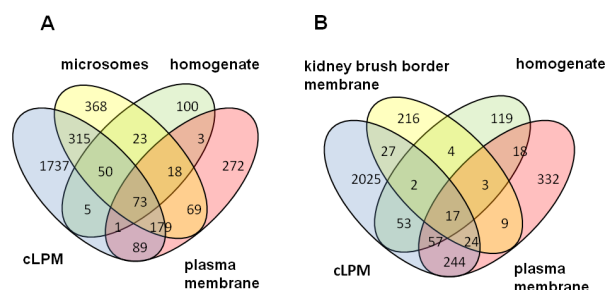 A
microsomes
homogenate
368
100
315
23
3
1737
50
18
272
73
5
1
179
69
89
cLPM
plasma
membrane
B
kidney brush border
membrane
homogenate
216
119
27
4
18
2025
2
3
332
17
53
9
57
24
244
cLPM
plasma
membrane